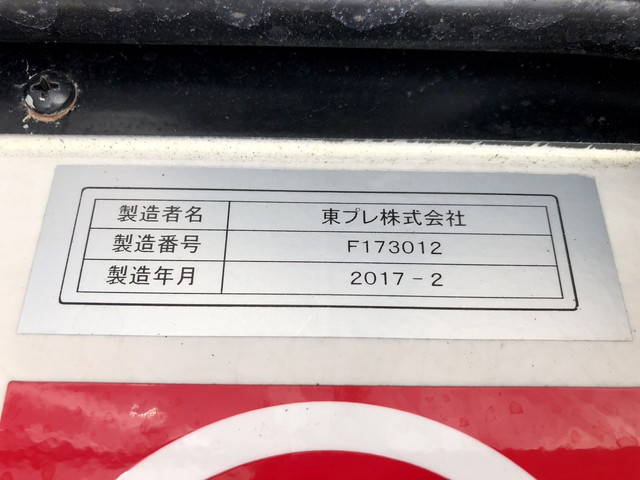 製造者名 東プレ株式会社
製造番号 F173012
製造年月 2017-2